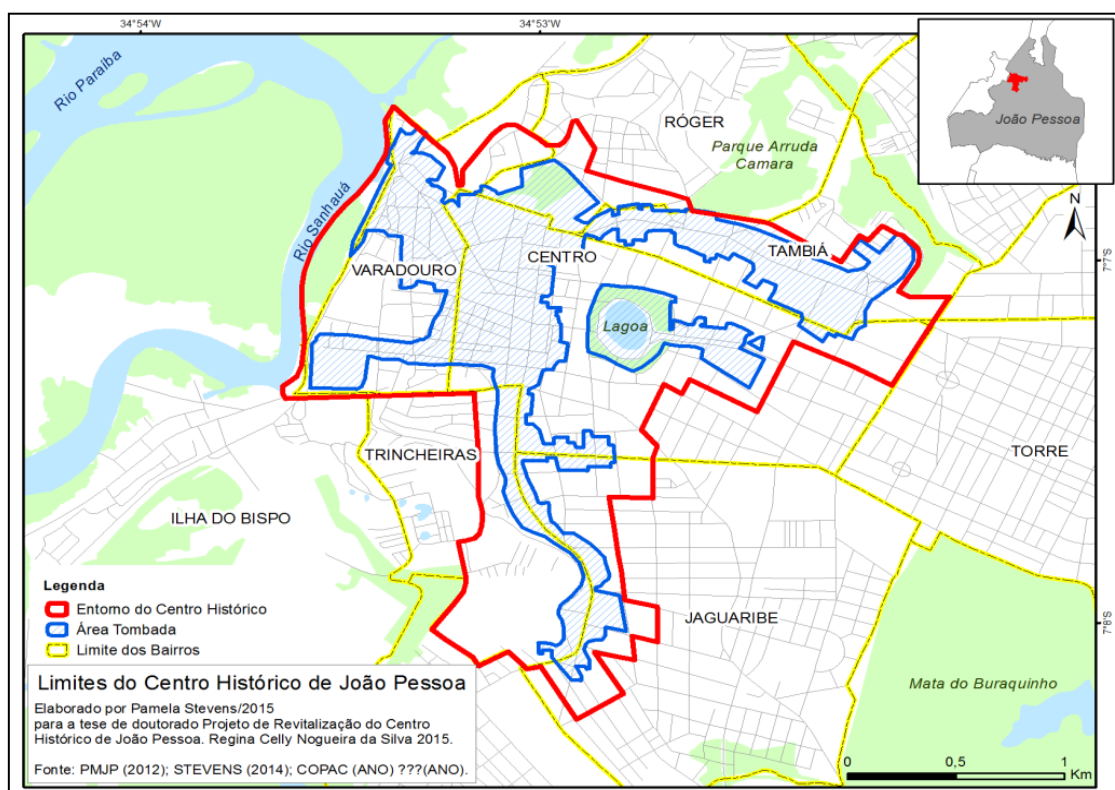 34°54'W
34°53'W
Rio Paraíba
RÓGER
Parque Arruda
Camara
João Pessoa
N
Rio Sanhauá
VARADOURO
CENTRO
TAMBIÁ
7°7'S
Lagoa
TRINCHEIRAS
TORRE
ILHA DO BISPO
JAGUARIBE
7°8'S
Mata do Buraquinho
Legenda
Entorno do Centro Histórico
Área Tombada
Limite dos Bairros
Limites do Centro Histórico de João Pessoa
Elaborado por Pamela Stevens/2015
para a tese de doutorado Projeto de Revitalização do Centro
Histórico de João Pessoa. Regina Celly Nogueira da Silva 2015.
Fonte: PMJP (2012); STEVENS (2014); COPAC (ANO) ???(ANO).
0 0,5 1
Km